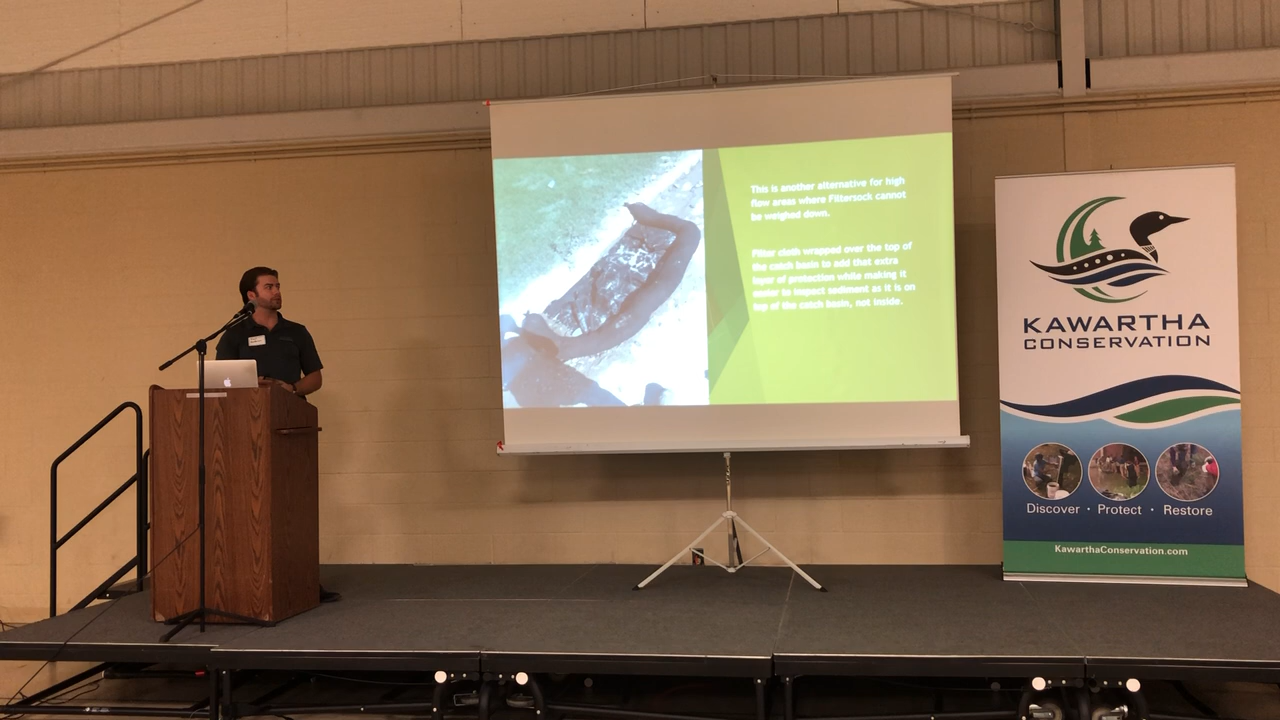 This is another alternative for high
flow areas where Filtersock cannot
be weighed down.
Filter cloth wrapped over the top of
the catch basin to add that extra
layer of protection while making it
easier to inspect sediment as it is on
top of the catch basin, not inside.
KAWARTHA
CONSERVATION
Discover · Protect · Restore
KawarthaConservation.com